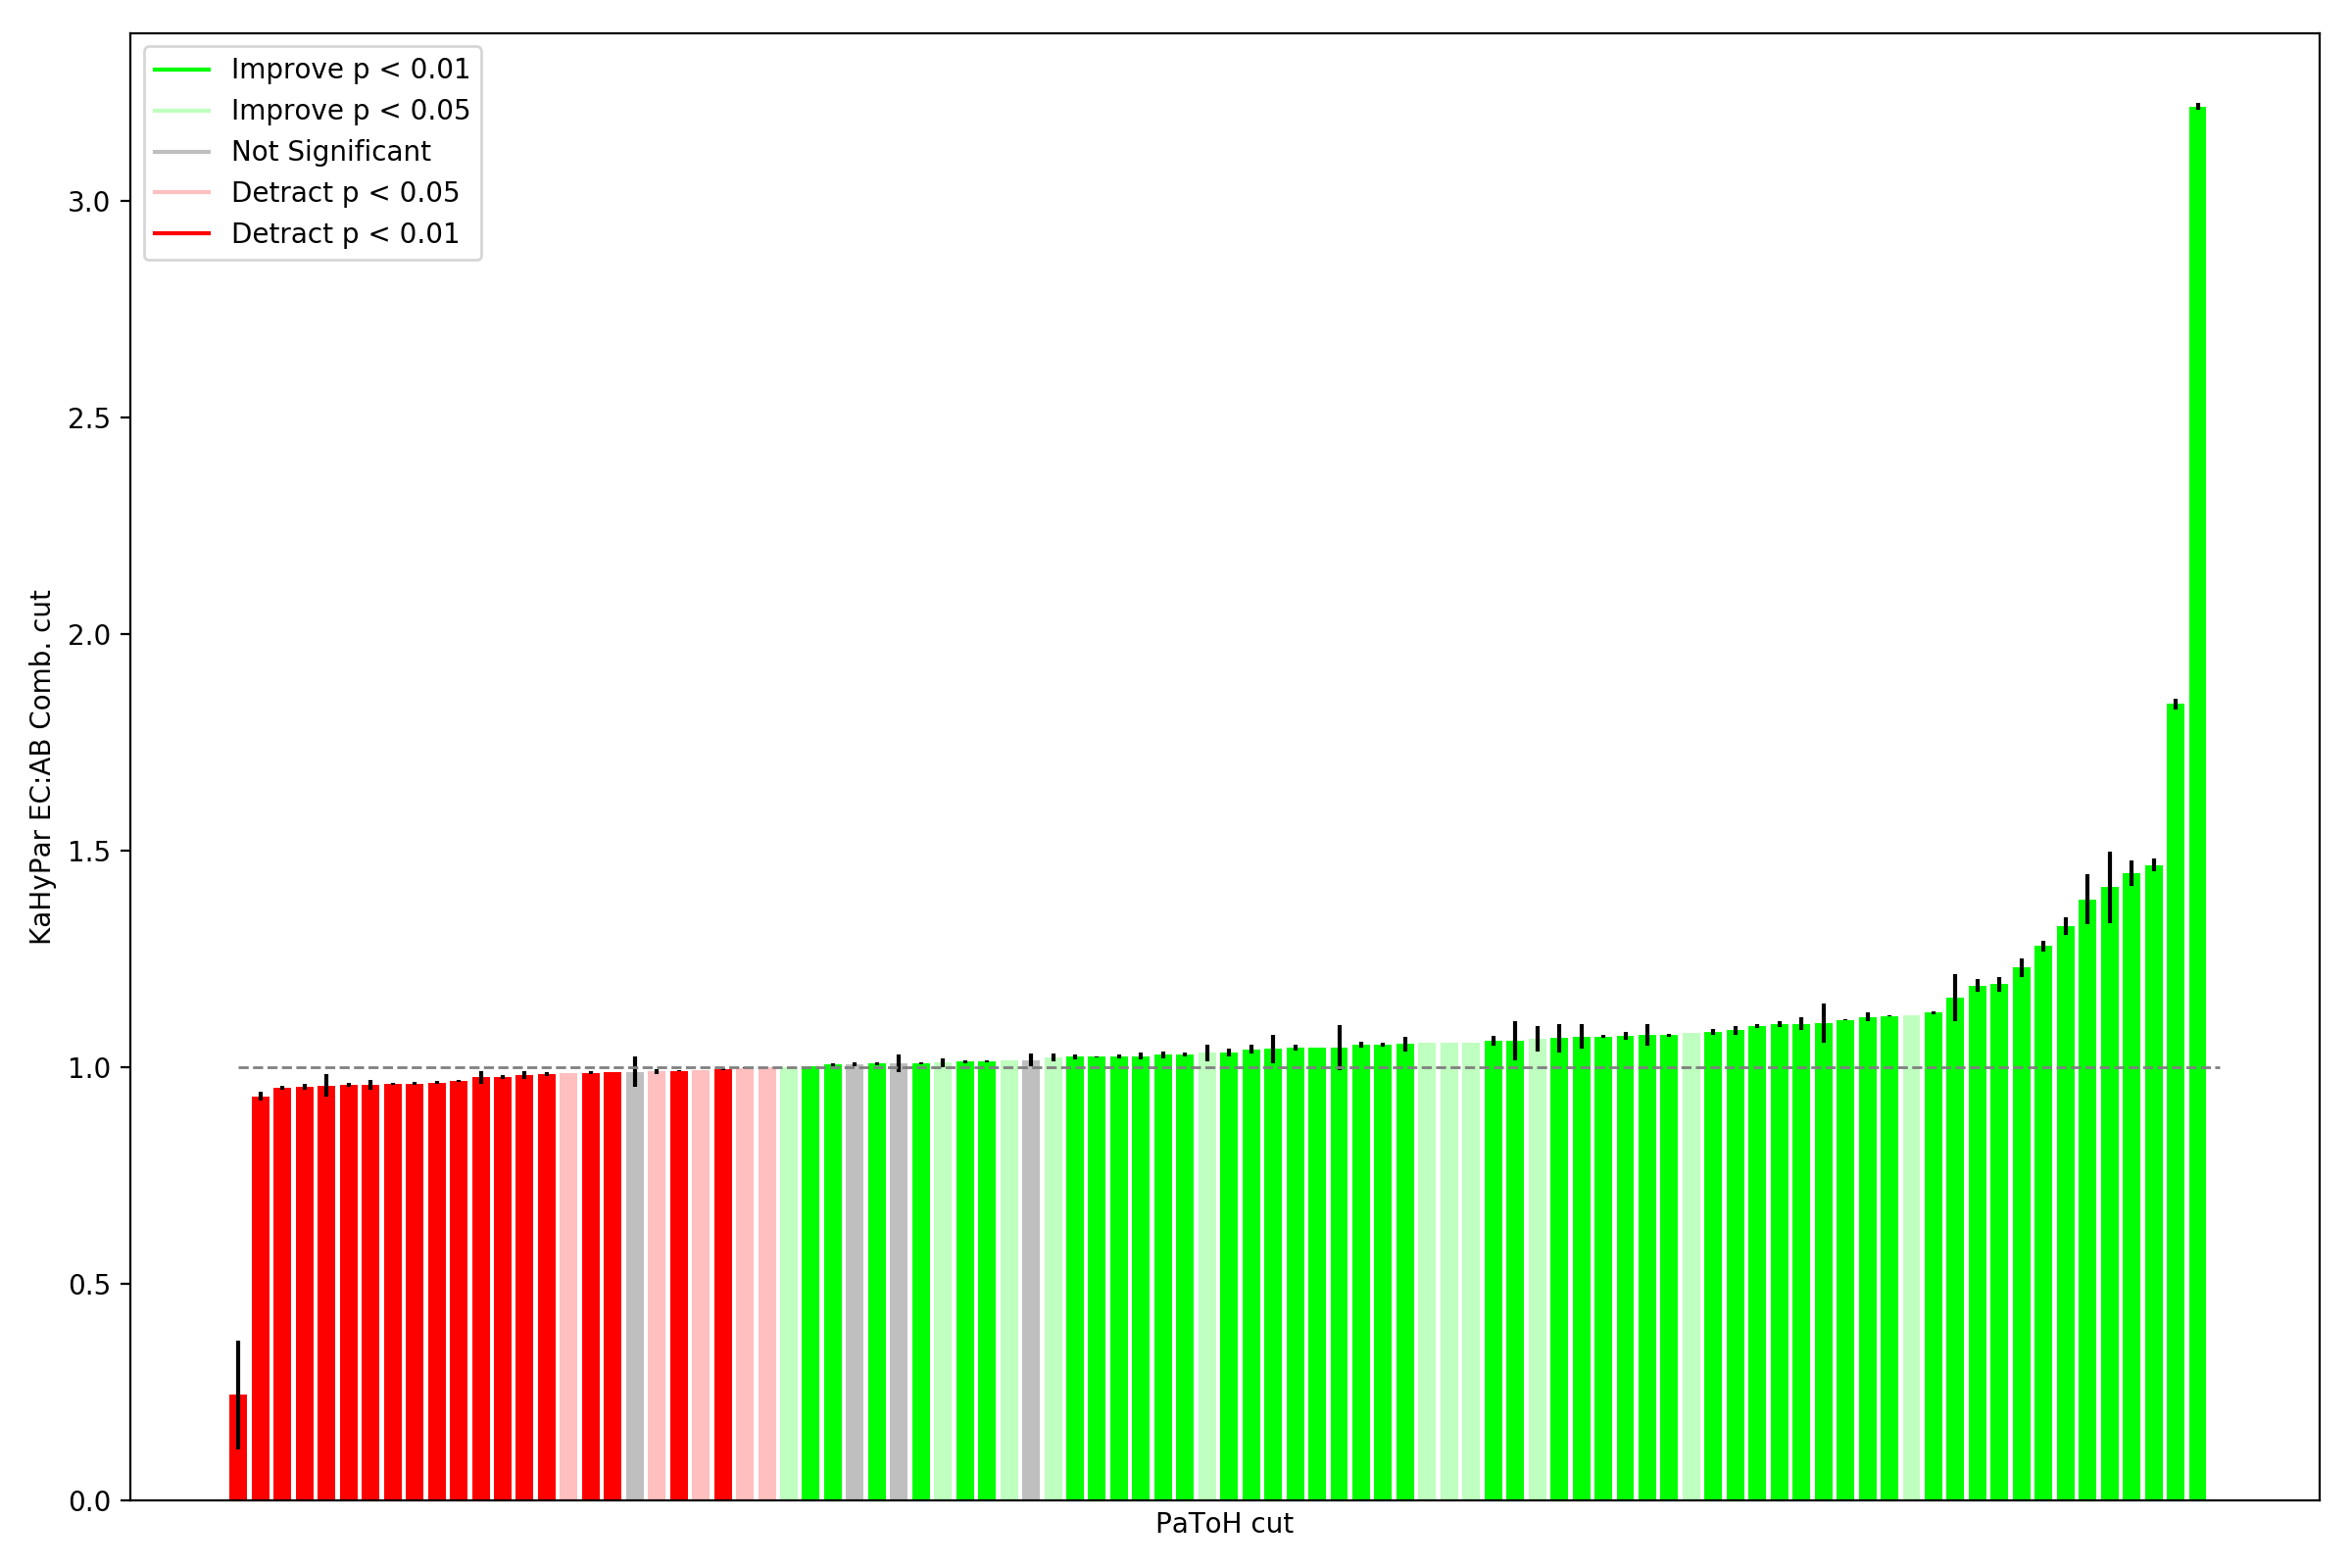 Improve p < 0.01
Improve p < 0.05
Not Significant
Detract p < 0.05
Detract p < 0.01
3.0
2.5
2.0
1.5
1.0
0.5
0.0
KaHyPar EC:AB Comb. cut
PaToH cut